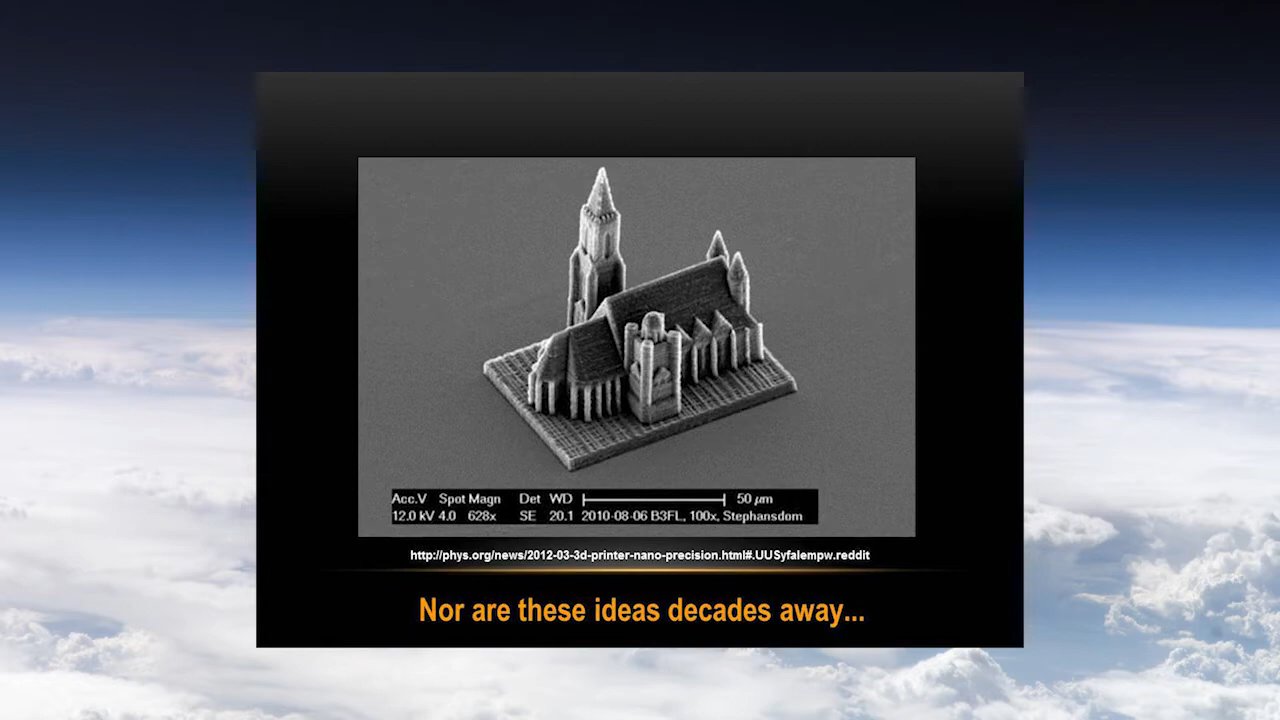 Acc.V Spot Magn Det WD 50 µm
12.0 kV 4.0 628x SE 20.1 2010-08-06 B3FL, 100x, Stephansdom
http://phys.org/news/2012-03-3d-printer-nano-precision.html#.UUSyfalempw.reddit
Nor are these ideas decades away...